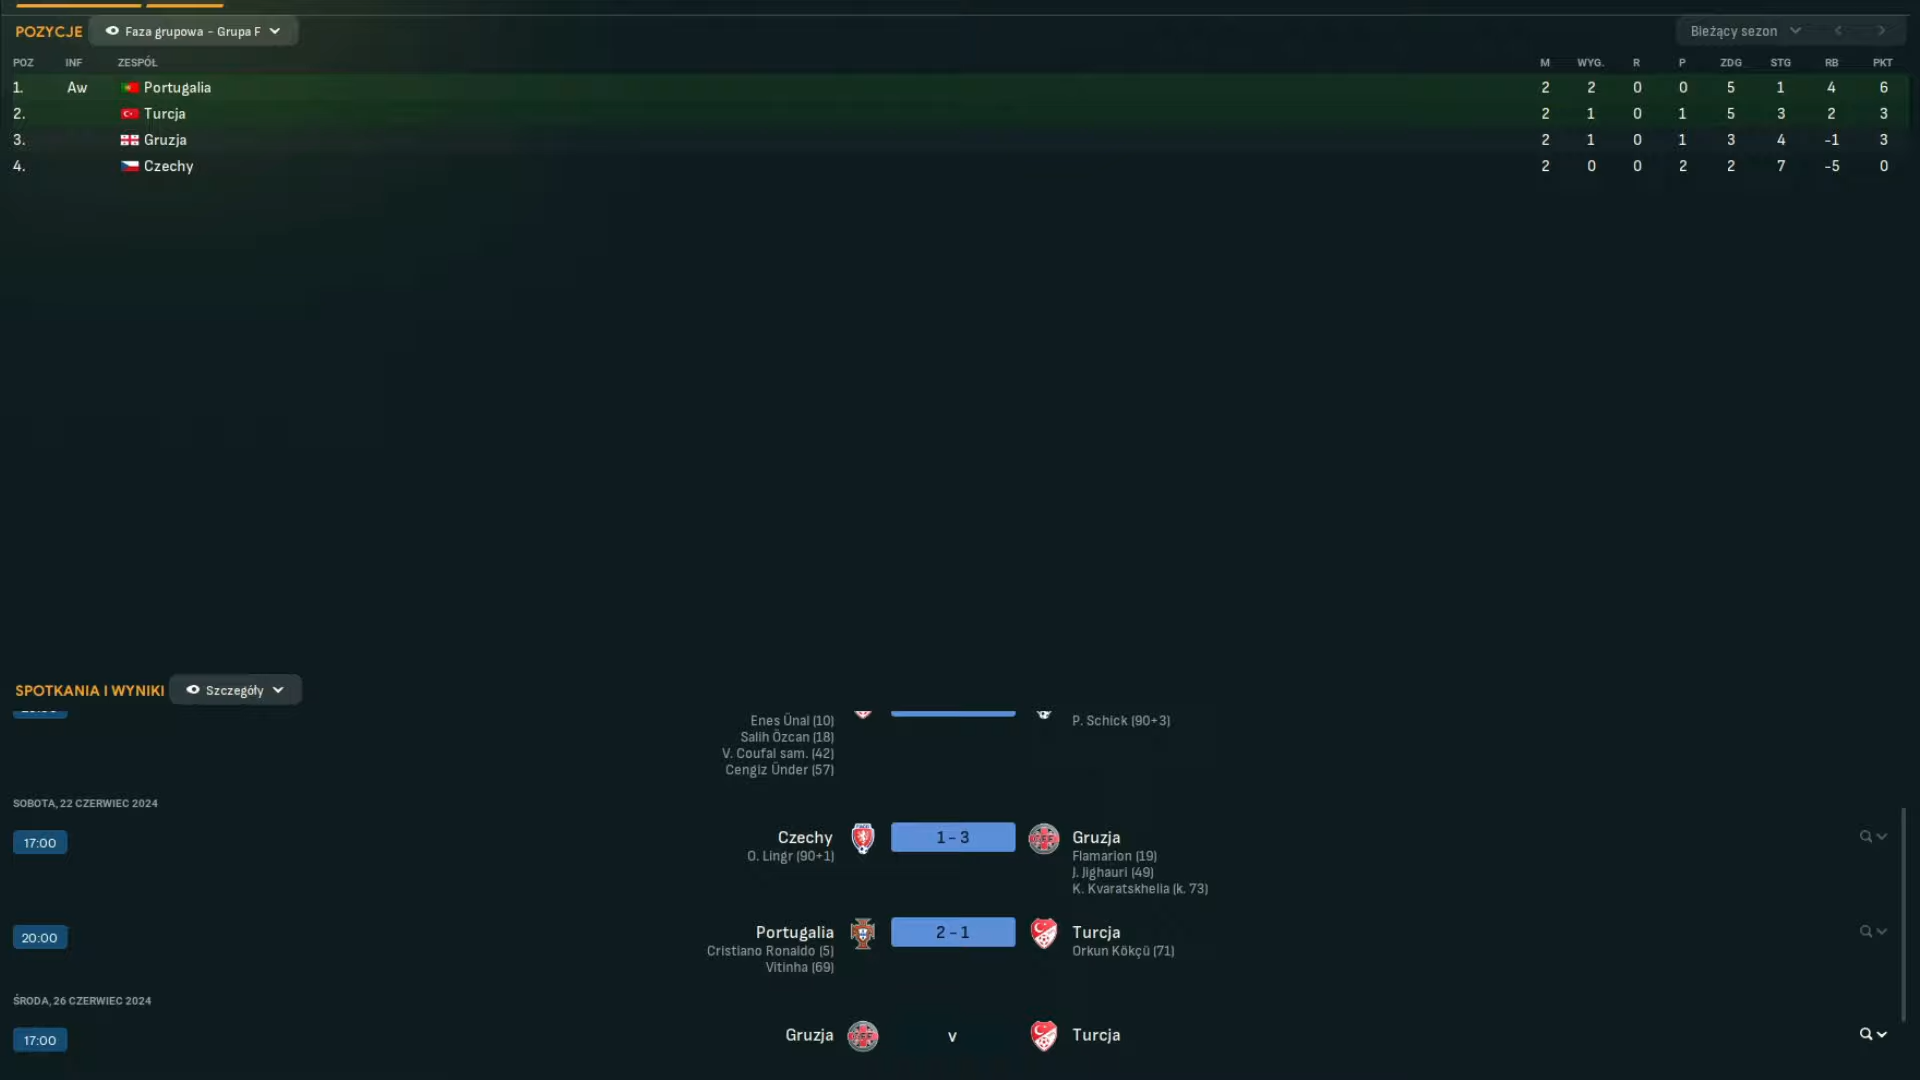 POZYCJE Faza grupowa - Grupa F Bieżący sezon
POZ INF ZESPÓŁ M WYG. R P ZDG STG RB PKT
1. Aw Portugalia 2 2 0 0 5 1 4 6
2. Turcja 2 1 0 1 5 3 2 3
3. Gruzja 2 1 0 1 3 4 -1 3
4. Czechy 2 0 0 2 2 7 -5 0
SPOTKANIA I WYNIKI Szczegóły
Enes Ünal (10) P. Schick (90+3)
Salih Özcan (18)
V. Coufal sam. (42)
Cengiz Ünder (57)
SOBOTA, 22 CZERWIEC 2024
17:00 Czechy 1 - 3 Gruzja
O. Lingr (90+1) Flamarion (19)
J. Jighauri (49)
K. Kvaratskhelia (k. 73)
20:00 Portugalia 2 - 1 Turcja
Cristiano Ronaldo (5) Orkun Kökçü (71)
Vitinha (69)
ŚRODA, 26 CZERWIEC 2024
17:00 Gruzja v Turcja